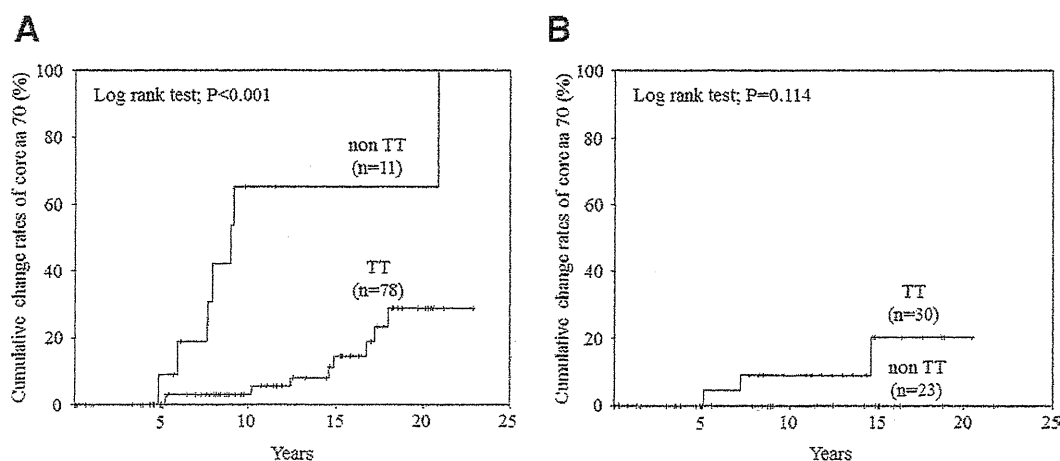 A
Cumulative change rates of core aa 70 (%)
100
80
60
40
20
0
Log rank test; P<0.001
non TT
(n=11)
TT
(n=78)
5
10
15
20
25
Years
B
Cumulative change rates of core aa 70 (%)
100
80
60
40
20
0
Log rank test; P=0.114
TT
(n=30)
non TT
(n=23)
5
10
15
20
25
Years